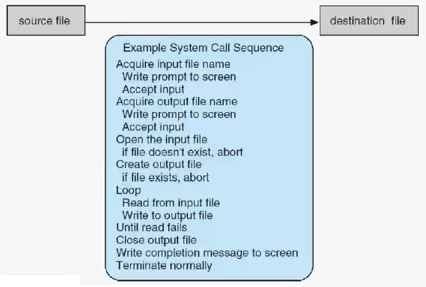 source file
destination file
Example System Call Sequence
Acquire input file name
Write prompt to screen
Accept input
Acquire output file name
Write prompt to screen
Accept input
Open the input file
if file doesn't exist, abort
Create output file
if file exists, abort
Loop
Read from input file
Write to output file
Until read fails
Close output file
Write completion message to screen
Terminate normally